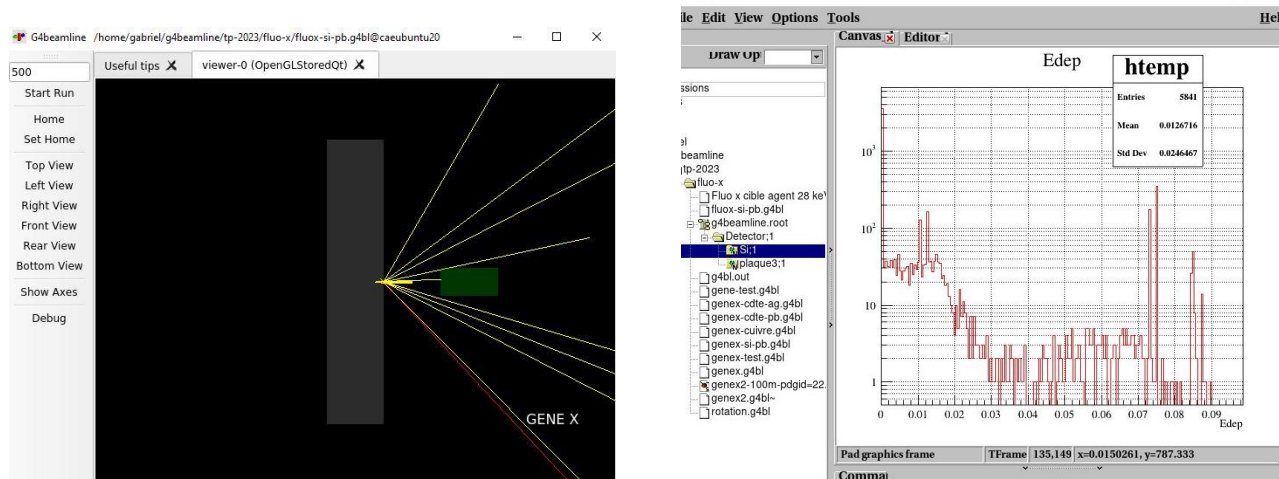 G4beamline /home/gabriel/g4beamline/tp-2023/fluo-x/fluox-si-pb.g4bl@caeubuntu20
500
Useful tips
viewer-0 (OpenGLStoredQt)
Start Run
Home
Set Home
Top View
Left View
Right View
Front View
Rear View
Bottom View
Show Axes
Debug
GENE X
le Edit View Options Tools
Hel
Canvas
Editor
Draw Op
ssions
s
el
beamline
tp-2023
fluo-x
Fluo x cible agent 28 keV
fluox-si-pb.g4bl
g4beamline.root
Detector;1
Si;1
plaque3;1
g4bl.out
gene-test.g4bl
genex-cdte-ag.g4bl
genex-cdte-pb.g4bl
genex-cuivre.g4bl
genex-si-pb.g4bl
genex-test.g4bl
genex.g4bl
genex2-100m-pdgid=22.
genex2.g4bl~
rotation.g4bl
Edep
htemp
Entries 5841
Mean 0.0126716
Std Dev 0.0246467
10³
10²
10
1
0 0.01 0.02 0.03 0.04 0.05 0.06 0.07 0.08 0.09
Edep
Pad graphics frame
TFrame
135,149
x=0.0150261, y=787.333
Comma